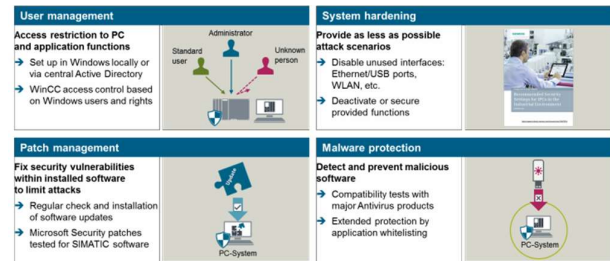 User management
Access restriction to PC
and application functions
→ Set up in Windows locally or
via central Active Directory
→ WinCC access control based
on Windows users and rights
Administrator
Standard
user
Unknown
person
System hardening
Provide as less as possible
attack scenarios
→ Disable unused interfaces:
Ethernet/USB ports,
WLAN, etc.
→ Deactivate or secure
provided functions
Patch management
Fix security vulnerabilities
within installed software
to limit attacks
→ Regular check and installation
of software updates
→ Microsoft Security patches
tested for SIMATIC software
Update
PC-System
Malware protection
Detect and prevent malicious
software
→ Compatibility tests with
major Antivirus products
→ Extended protection by
application whitelisting
PC-System